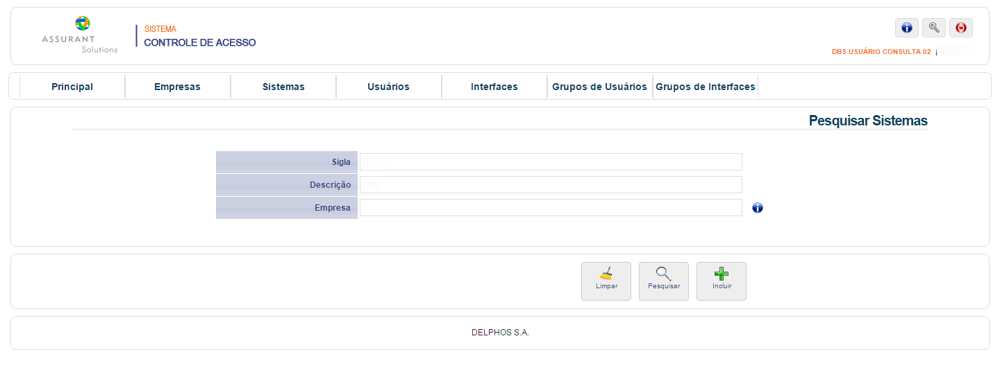 ASSURANT
Solutions
SISTEMA
CONTROLE DE ACESSO
DBS USUÁRIO CONSULTA 02 |
Principal Empresas Sistemas Usuários Interfaces Grupos de Usuários Grupos de Interfaces
Pesquisar Sistemas
Sigla
Descrição
Empresa
Limpar Pesquisar Incluir
DELPHOS S.A.